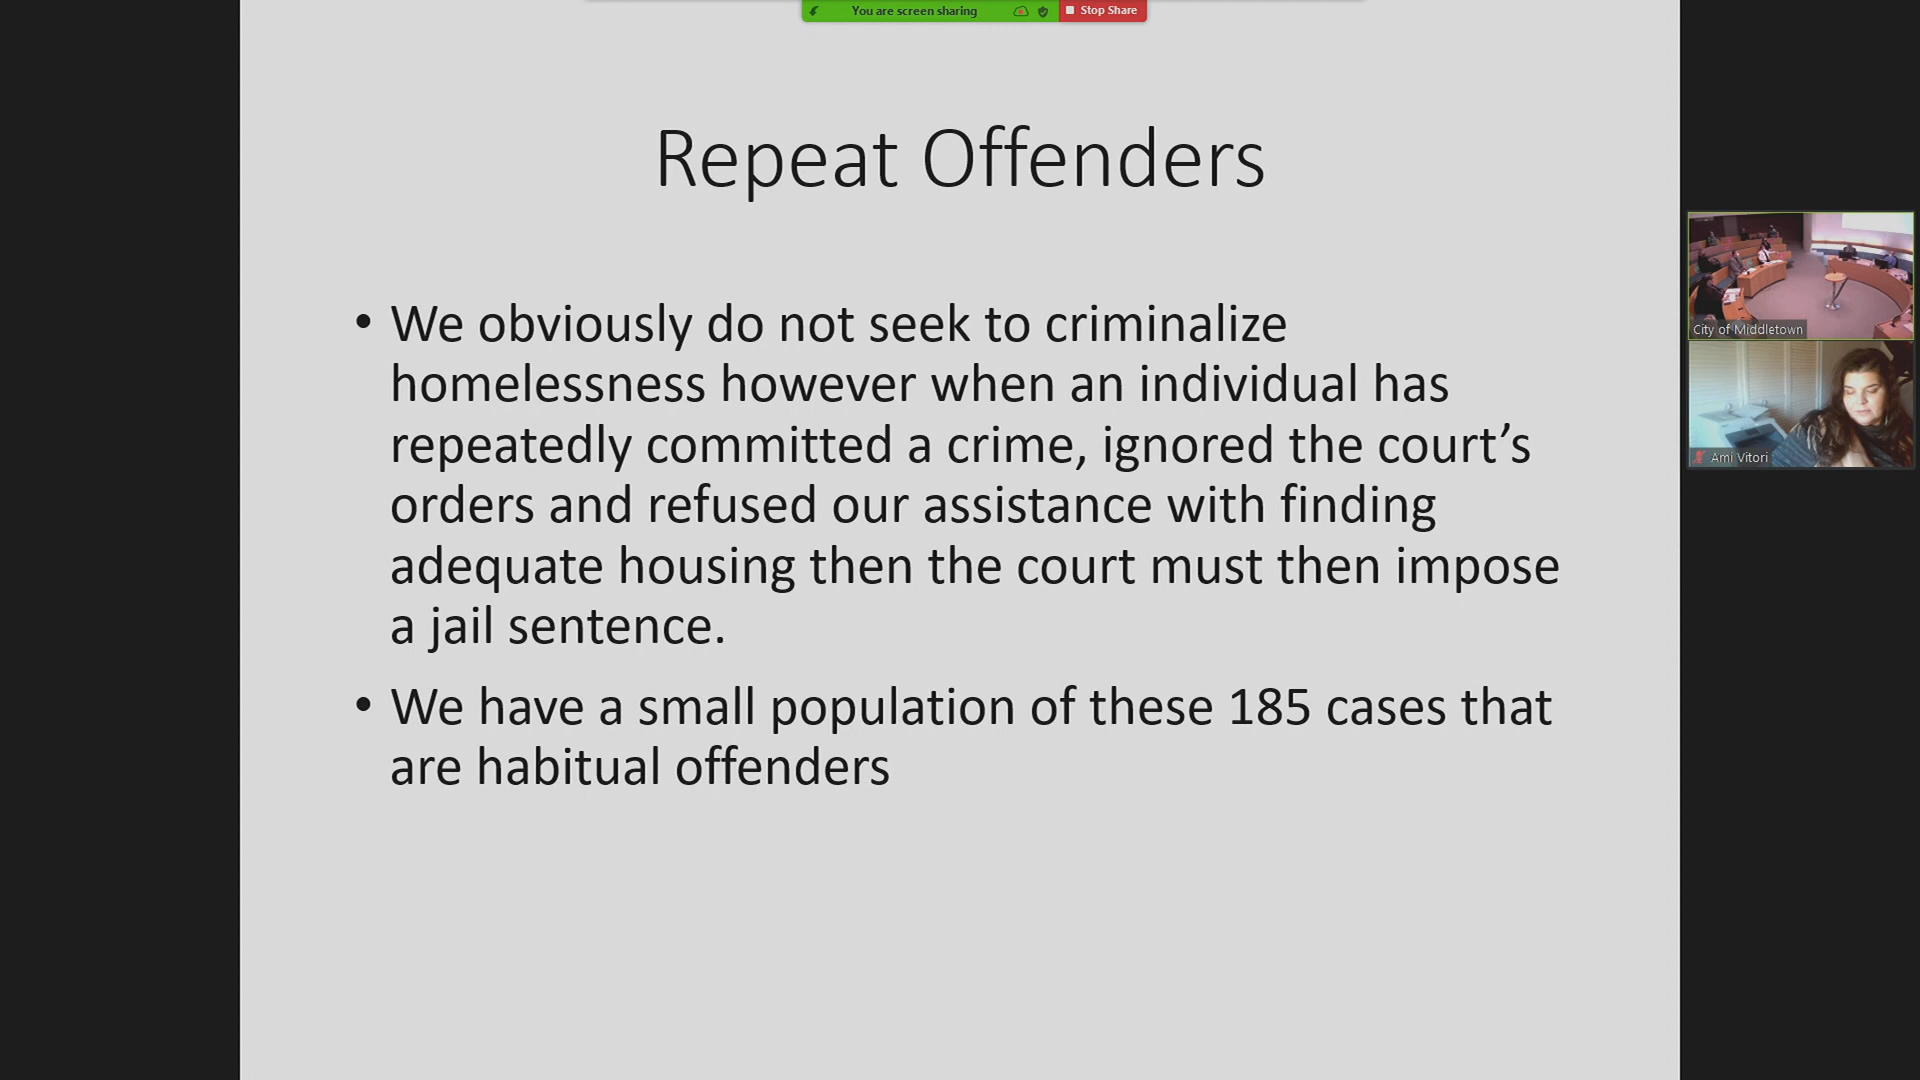 You are screen sharing
Stop Share
Repeat Offenders
• We obviously do not seek to criminalize
homelessness however when an individual has
repeatedly committed a crime, ignored the court’s
orders and refused our assistance with finding
adequate housing then the court must then impose
a jail sentence.
• We have a small population of these 185 cases that
are habitual offenders
City of Middletown
Ami Vitori